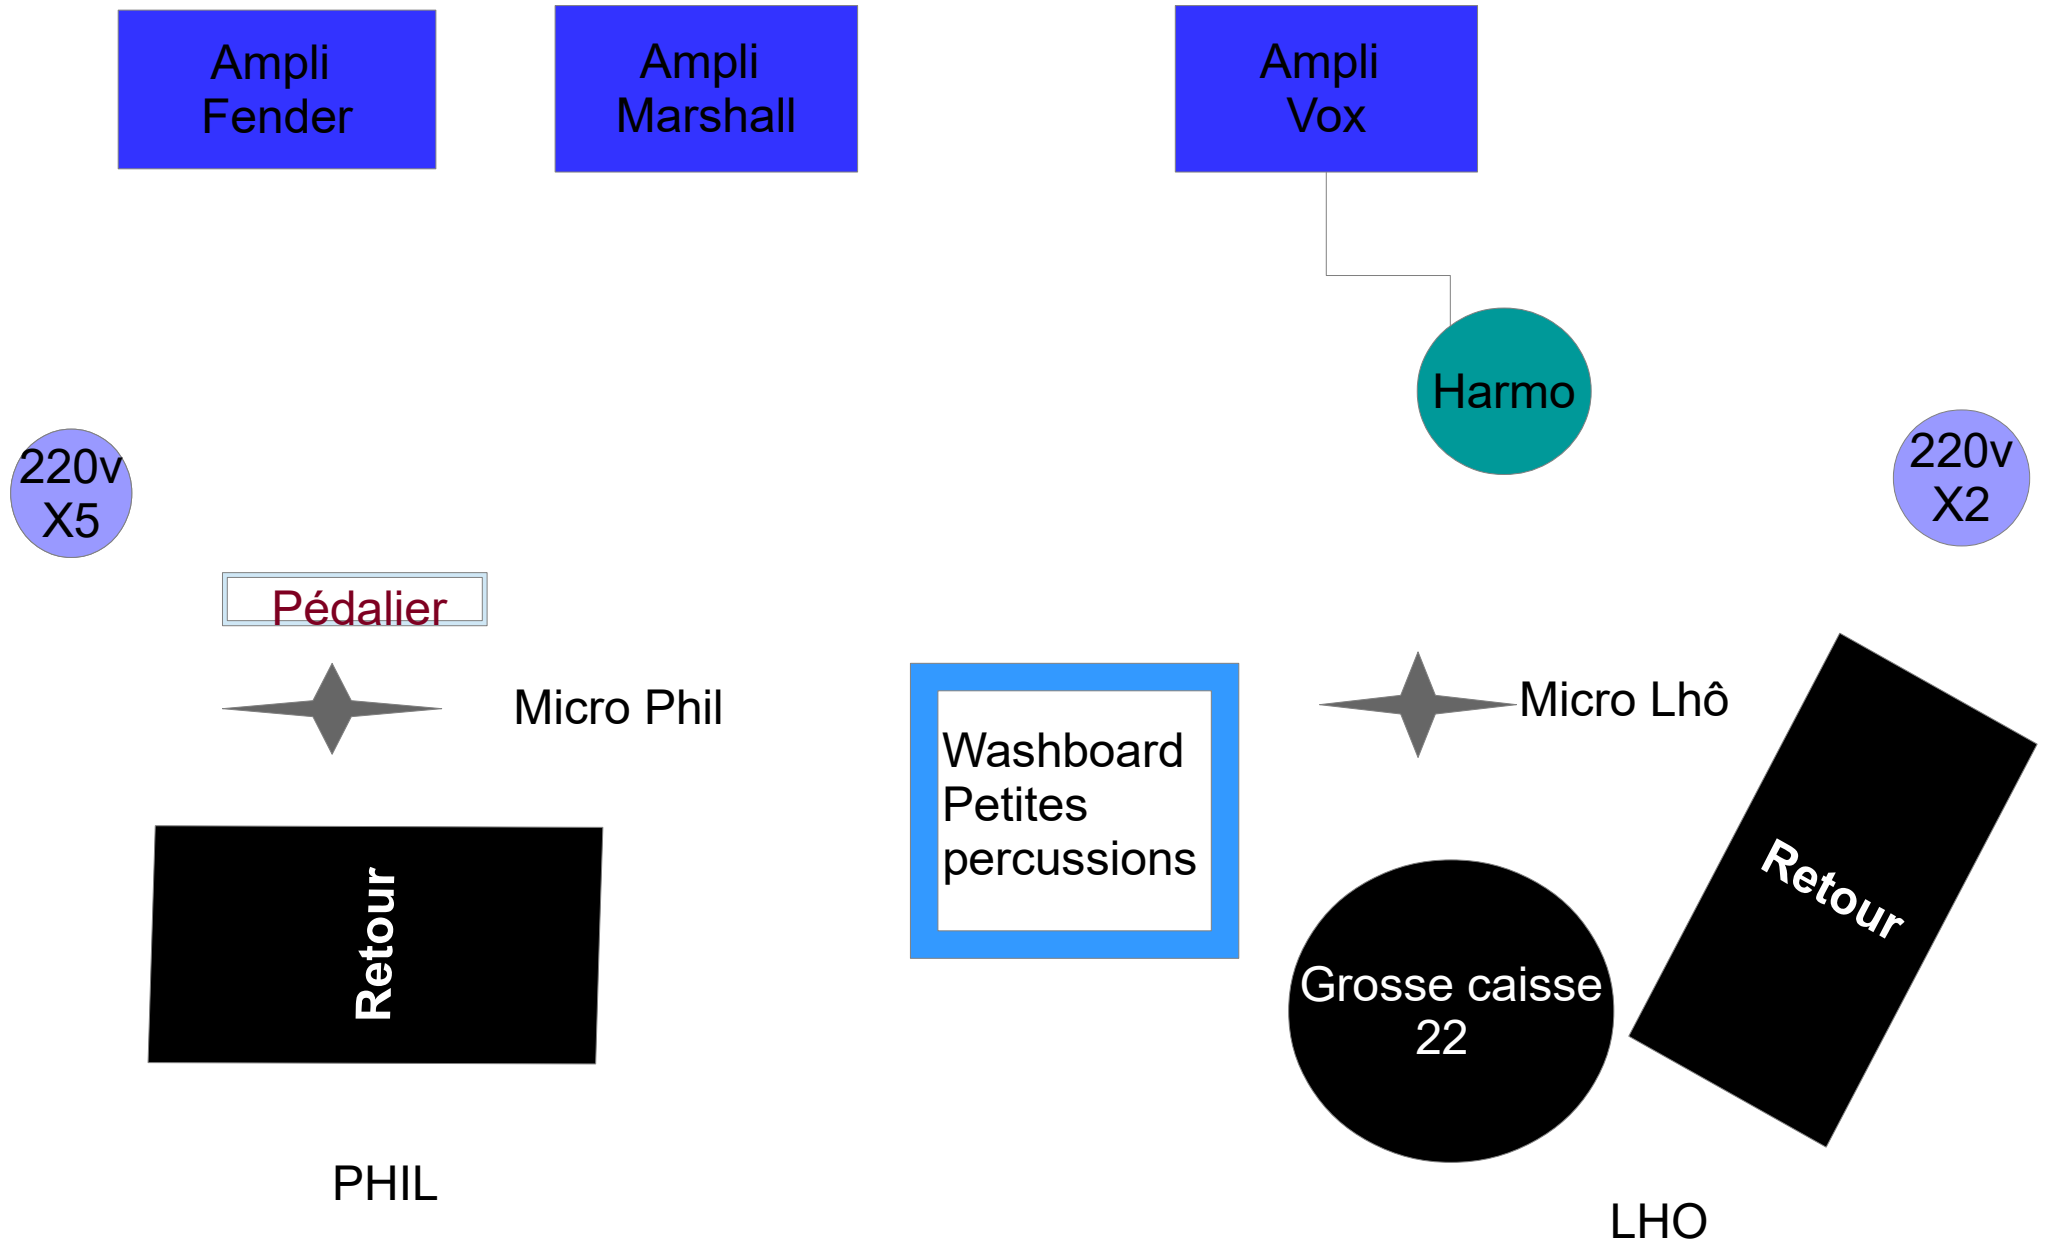 Ampli
Fender
Ampli
Marshall
Ampli
Vox
Harmo
220v
X5
220v
X2
Pédalier
Micro Phil
Micro Lhô
Washboard
Petites
percussions
Retour
Retour
Grosse caisse
22
PHIL
LHO